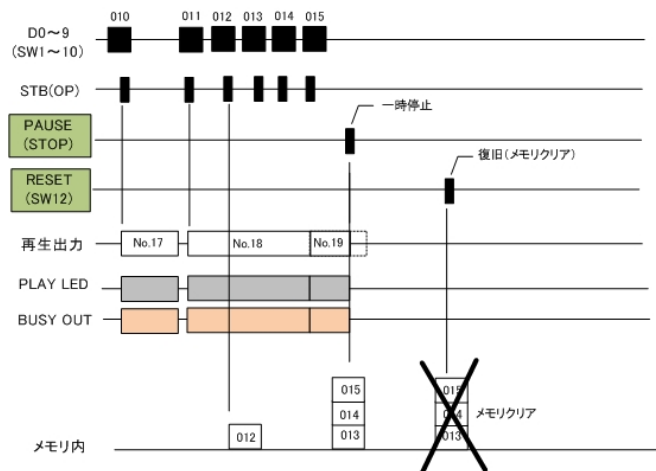 010 011 012 013 014 015
D0～9
(SW1～10)
STB(OP)
一時停止
PAUSE
(STOP)
復旧(メモリクリア)
RESET
(SW12)
再生出力 No.17 No.18 No.19
PLAY LED
BUSY OUT
015 015
014 014 メモリクリア
メモリ内 012 013 013